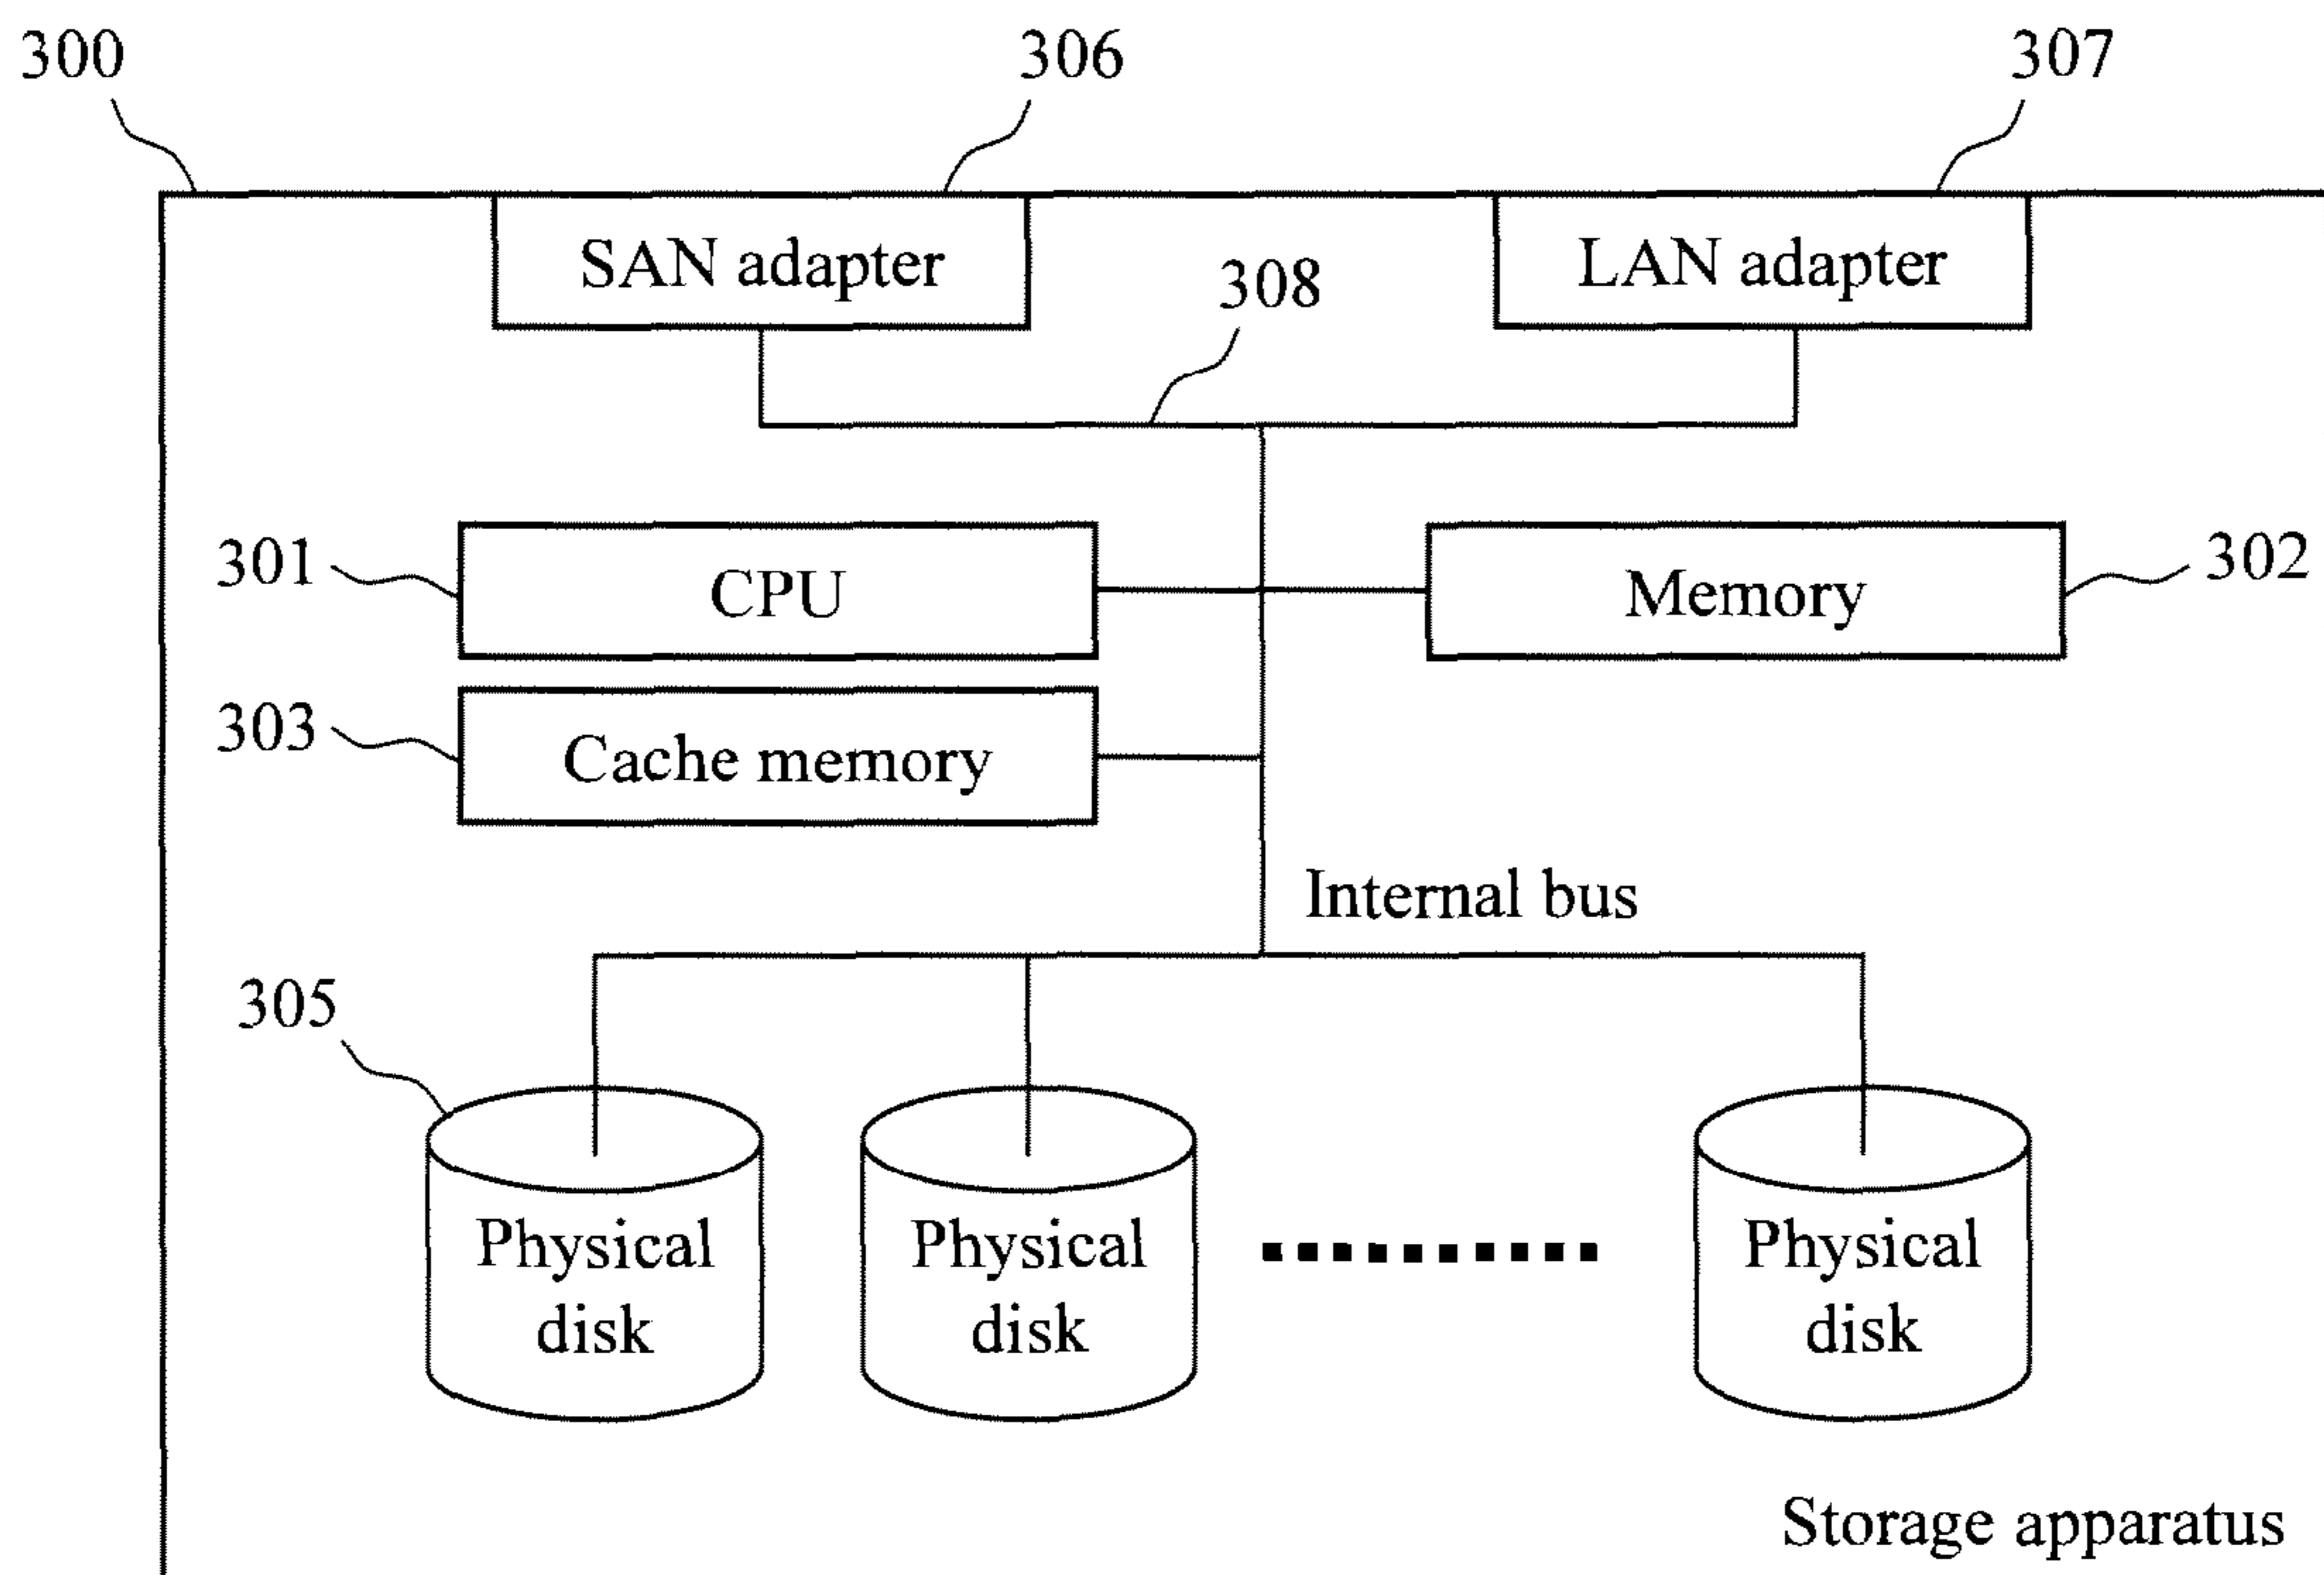 300
306
307
SAN adapter
LAN adapter
308
301
CPU
Memory
302
303
Cache memory
Internal bus
305
Physical
disk
Physical
disk
Physical
disk
Storage apparatus